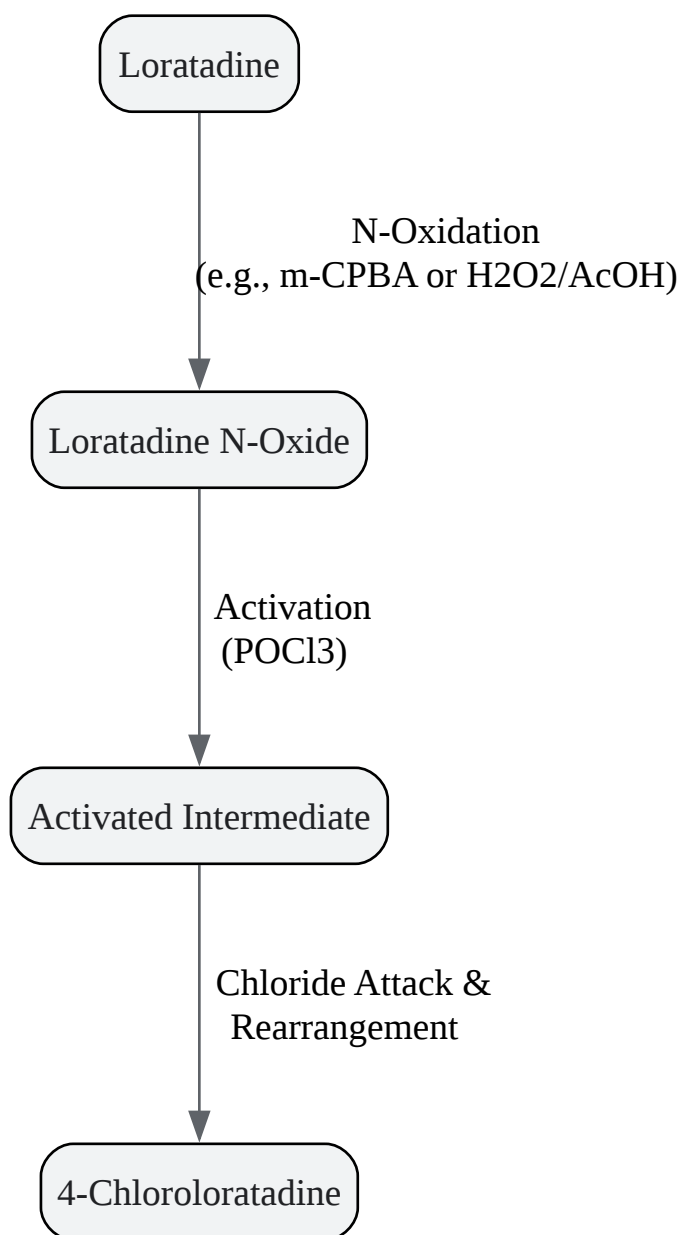 Loratadine
N-Oxidation
(e.g., m-CPBA or H2O2/AcOH)
Loratadine N-Oxide
Activation
(POCl3)
Activated Intermediate
Chloride Attack &
Rearrangement
4-Chloroloratadine